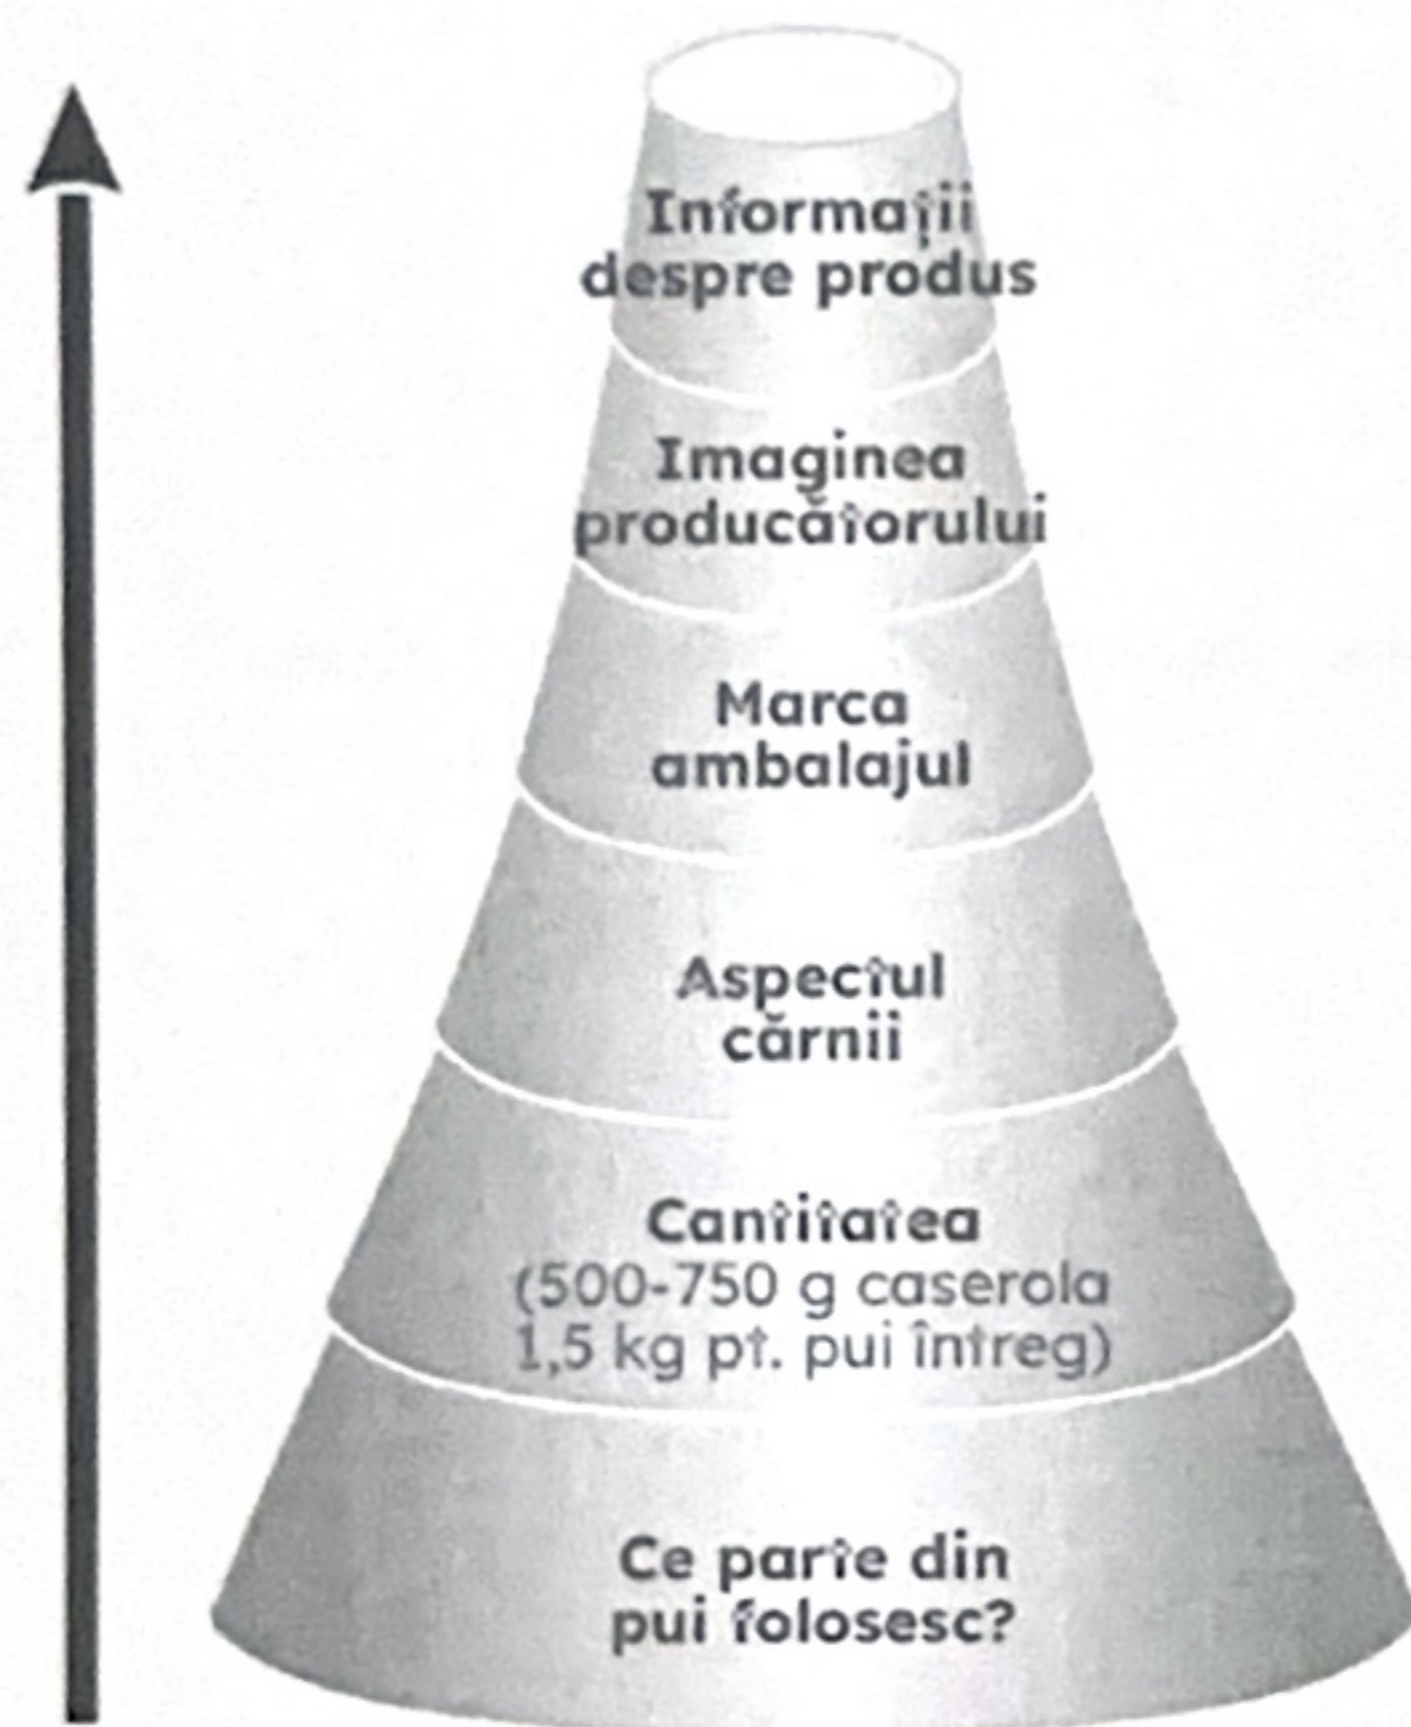 Informații
despre produs
Imaginea
producătorului
Marca
ambalajul
Aspectul
cărnii
Cantitatea
(500-750 g caserola
1,5 kg pt. pui întreg)
Ce parte din
pui folosesc?